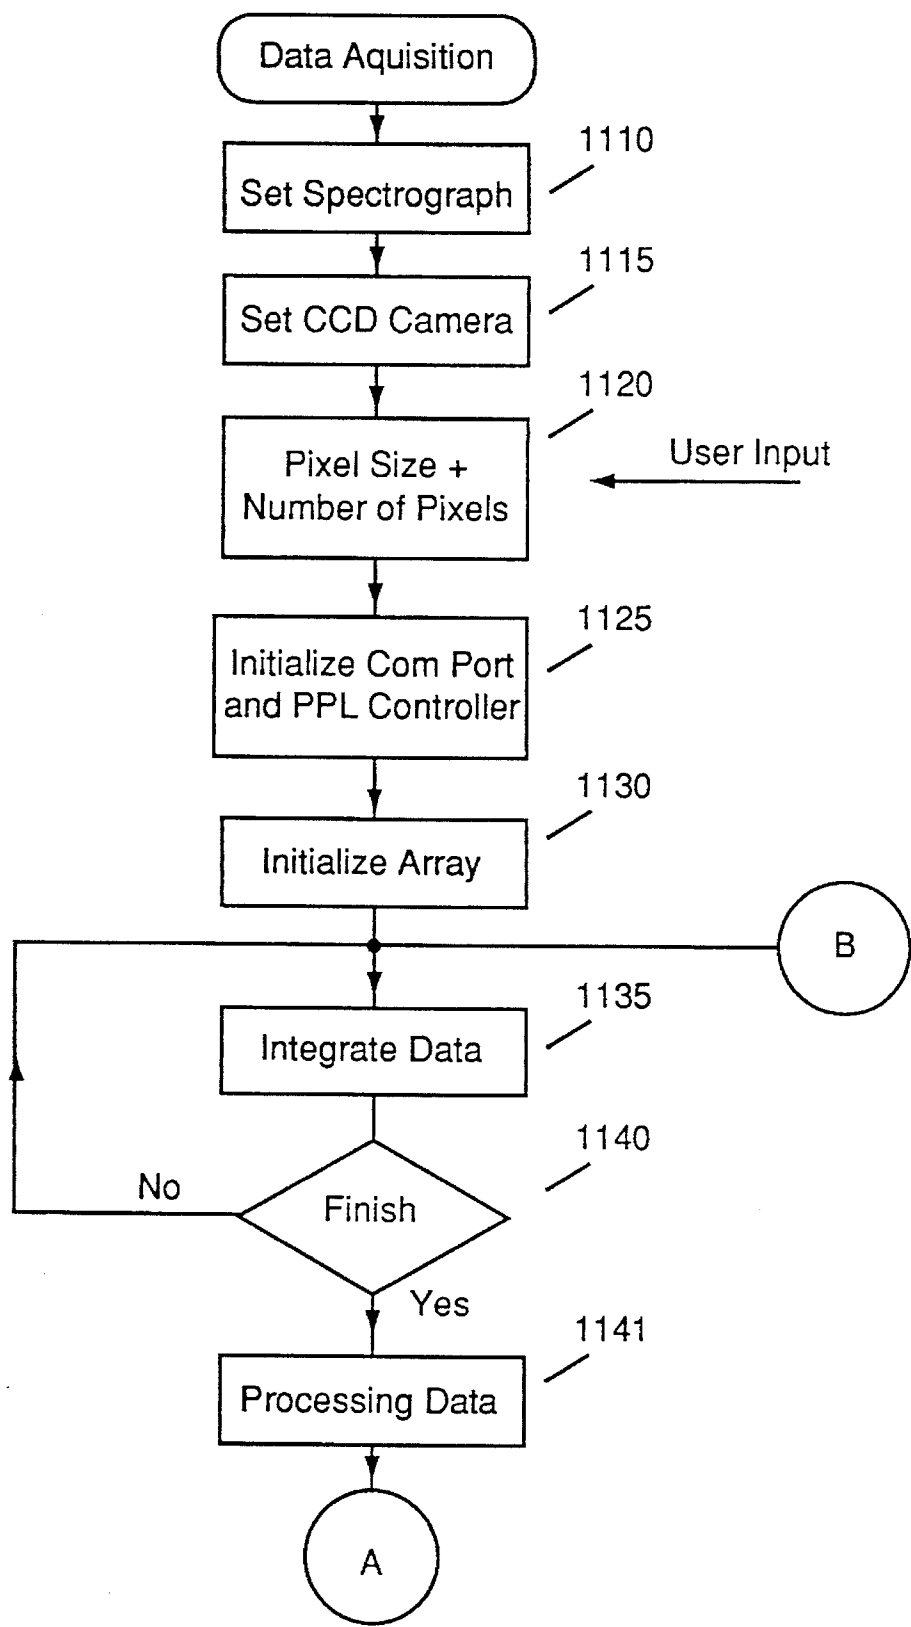 Data Aquisition
1110
Set Spectrograph
1115
Set CCD Camera
1120
User Input
Pixel Size +
Number of Pixels
1125
Initialize Com Port
and PPL Controller
1130
Initialize Array
B
1135
Integrate Data
1140
No
Finish
Yes
1141
Processing Data
A